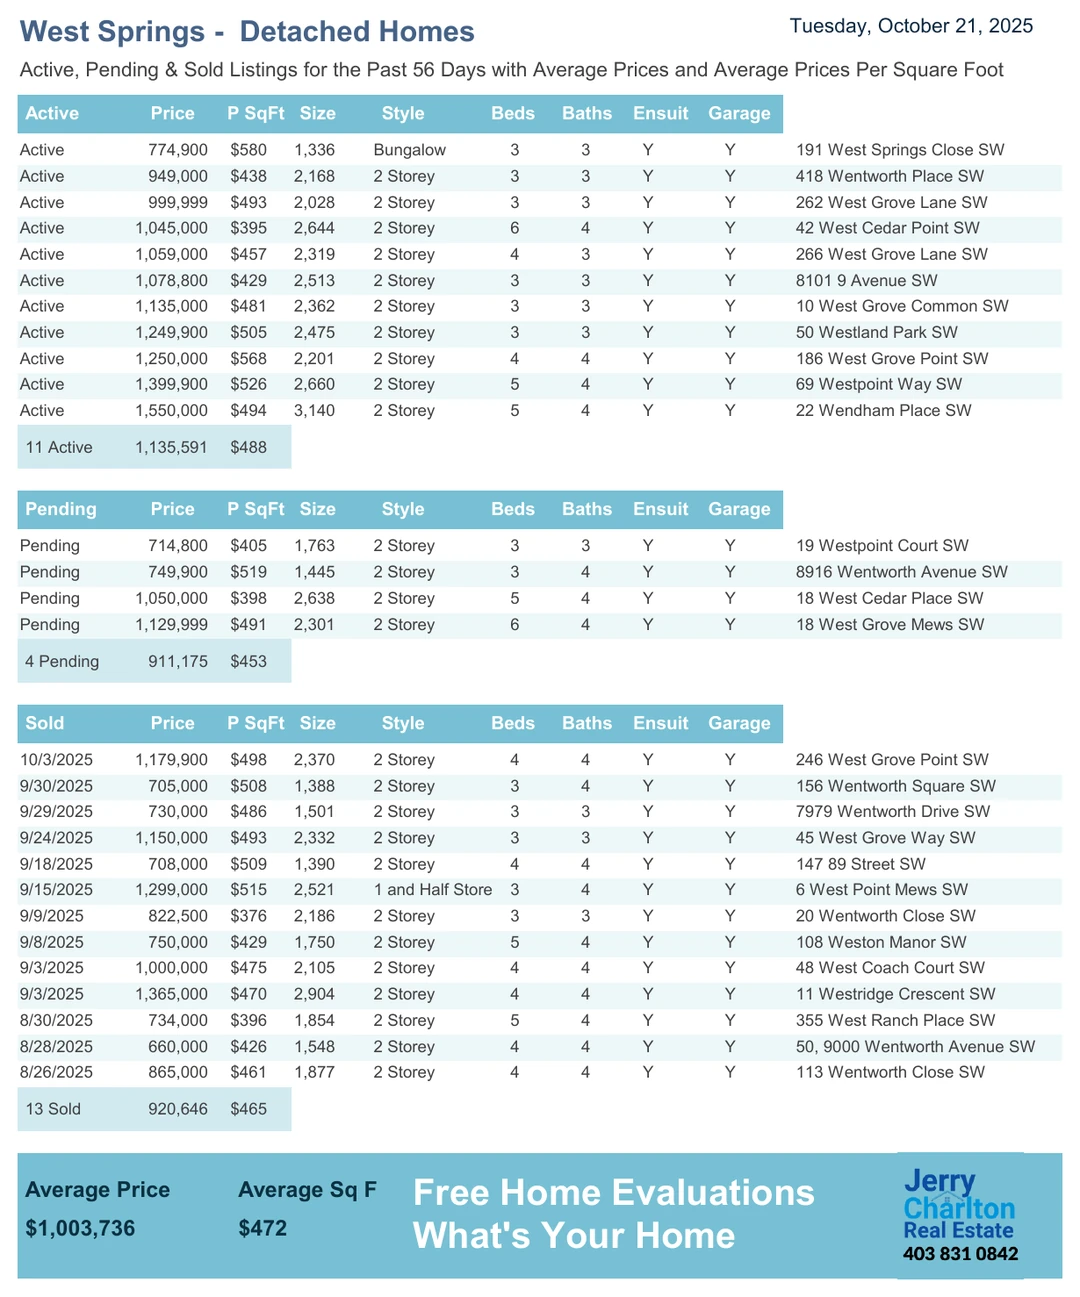 West Springs -  Detached Homes
Tuesday, October 21, 2025
Active, Pending & Sold Listings for the Past 56 Days with Average Prices and Average Prices Per Square Foot
Active Price P SqFt Size Style Beds Baths Ensuit Garage
Active 774,900 $580 1,336 Bungalow 3 3 Y Y 191 West Springs Close SW
Active 949,000 $438 2,168 2 Storey 3 3 Y Y 418 Wentworth Place SW
Active 999,999 $493 2,028 2 Storey 3 3 Y Y 262 West Grove Lane SW
Active 1,045,000 $395 2,644 2 Storey 6 4 Y Y 42 West Cedar Point SW
Active 1,059,000 $457 2,319 2 Storey 4 3 Y Y 266 West Grove Lane SW
Active 1,078,800 $429 2,513 2 Storey 3 3 Y Y 8101 9 Avenue SW
Active 1,135,000 $481 2,362 2 Storey 3 3 Y Y 10 West Grove Common SW
Active 1,249,900 $505 2,475 2 Storey 3 3 Y Y 50 Westland Park SW
Active 1,250,000 $568 2,201 2 Storey 4 4 Y Y 186 West Grove Point SW
Active 1,399,900 $526 2,660 2 Storey 5 4 Y Y 69 Westpoint Way SW
Active 1,550,000 $494 3,140 2 Storey 5 4 Y Y 22 Wendham Place SW
11 Active 1,135,591 $488
Pending Price P SqFt Size Style Beds Baths Ensuit Garage
Pending 714,800 $405 1,763 2 Storey 3 3 Y Y 19 Westpoint Court SW
Pending 749,900 $519 1,445 2 Storey 3 4 Y Y 8916 Wentworth Avenue SW
Pending 1,050,000 $398 2,638 2 Storey 5 4 Y Y 18 West Cedar Place SW
Pending 1,129,999 $491 2,301 2 Storey 6 4 Y Y 18 West Grove Mews SW
4 Pending 911,175 $453
Sold Price P SqFt Size Style Beds Baths Ensuit Garage
10/3/2025 1,179,900 $498 2,370 2 Storey 4 4 Y Y 246 West Grove Point SW
9/30/2025 705,000 $508 1,388 2 Storey 3 4 Y Y 156 Wentworth Square SW
9/29/2025 730,000 $486 1,501 2 Storey 3 3 Y Y 7979 Wentworth Drive SW
9/24/2025 1,150,000 $493 2,332 2 Storey 3 3 Y Y 45 West Grove Way SW
9/18/2025 708,000 $509 1,390 2 Storey 4 4 Y Y 147 89 Street SW
9/15/2025 1,299,000 $515 2,521 1 and Half Store 3 4 Y Y 6 West Point Mews SW
9/9/2025 822,500 $376 2,186 2 Storey 3 3 Y Y 20 Wentworth Close SW
9/8/2025 750,000 $429 1,750 2 Storey 5 4 Y Y 108 Weston Manor SW
9/3/2025 1,000,000 $475 2,105 2 Storey 4 4 Y Y 48 West Coach Court SW
9/3/2025 1,365,000 $470 2,904 2 Storey 4 4 Y Y 11 Westridge Crescent SW
8/30/2025 734,000 $396 1,854 2 Storey 5 4 Y Y 355 West Ranch Place SW
8/28/2025 660,000 $426 1,548 2 Storey 4 4 Y Y 50, 9000 Wentworth Avenue SW
8/26/2025 865,000 $461 1,877 2 Storey 4 4 Y Y 113 Wentworth Close SW
13 Sold 920,646 $465
Average Price Average Sq F
$1,003,736 $472
Free Home Evaluations
What's Your Home
Jerry
Charlton
Real Estate
403 831 0842